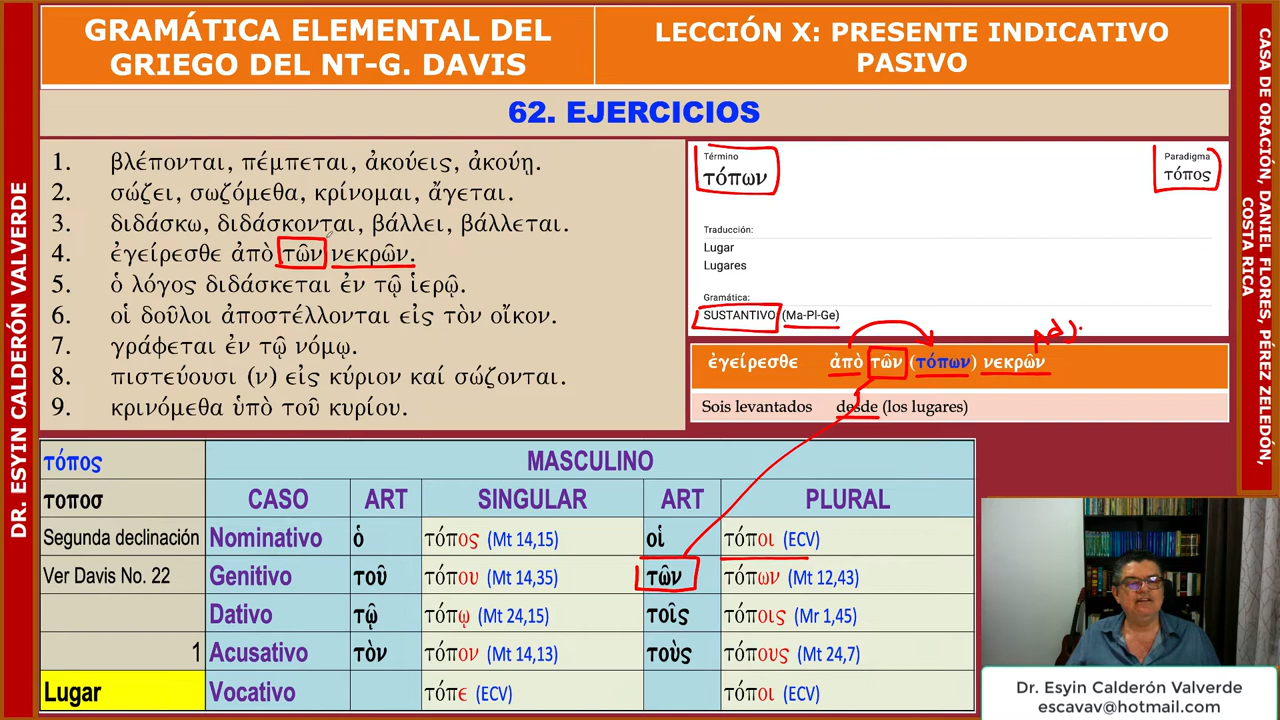 GRAMÁTICA ELEMENTAL DEL
GRIEGO DEL NT-G. DAVIS
LECCIÓN X: PRESENTE INDICATIVO
PASIVO
62. EJERCICIOS
1. βλέπονται, πέμπεται, ἀκούεις, ἀκούῃ.
2. σώζει, σωζόμεθα, κρίνομαι, ἄγεται.
3. διδάσκω, διδάσκονται, βάλλει, βάλλεται.
4. ἐγείρεσθε ἀπὸ τῶν νεκρῶν.
5. ὁ λόγος διδάσκεται ἐν τῷ ἱερῷ.
6. οἱ δοῦλοι ἀποστέλλονται εἰς τὸν οἴκον.
7. γράφεται ἐν τῷ νόμῳ.
8. πιστεύουσι (ν) εἰς κύριον καί σώζονται.
9. κρινόμεθα ὑπὸ τοῦ κυρίου.
Término
τόπων
Paradigma
τόπος
Traducción:
Lugar
Lugares
Gramática:
SUSTANTIVO (Ma-Pl-Ge)
Adj.
ἐγείρεσθε ἀπὸ τῶν (τόπων) νεκρῶν
Sois levantados desde (los lugares)
τόπος MASCULINO
τοποσ CASO ART SINGULAR ART PLURAL
Segunda declinación Nominativo ὁ τόπος (Mt 14,15) οἱ τόποι (ECV)
Ver Davis No. 22 Genitivo τοῦ τόπου (Mt 14,35) τῶν τόπων (Mt 12,43)
Dativo τῷ τόπῳ (Mt 24,15) τοῖς τόποις (Mr 1,45)
1 Acusativo τὸν τόπον (Mt 14,13) τοὺς τόπους (Mt 24,7)
Lugar Vocativo τόπε (ECV) τόποι (ECV)
DR. ESYIN CALDERÓN VALVERDE
CASA DE ORACIÓN, DANIEL FLORES, PÉREZ ZELEDÓN,
COSTA RICA
Dr. Esyin Calderón Valverde
escavav@hotmail.com